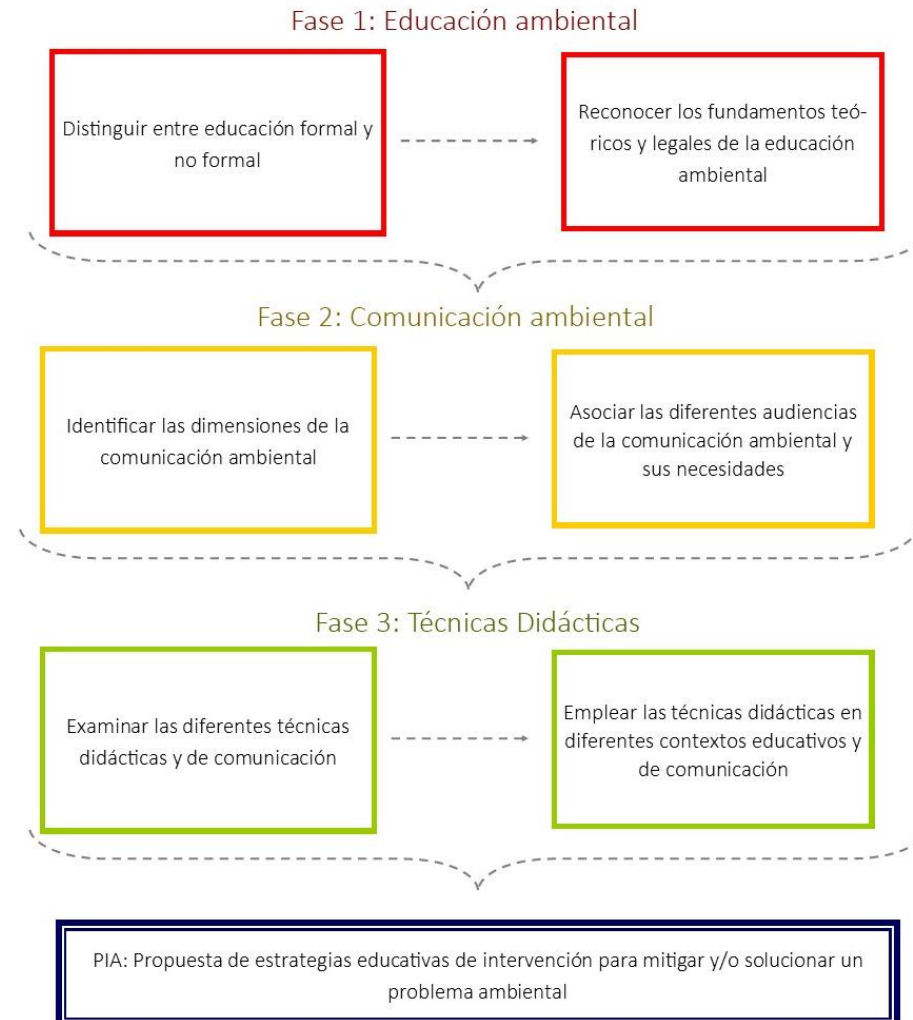 Fase 1: Educación ambiental
Distinguir entre educación formal y
no formal
Reconocer los fundamentos teó-
ricos y legales de la educación
ambiental
Fase 2: Comunicación ambiental
Identificar las dimensiones de la
comunicación ambiental
Asociar las diferentes audiencias
de la comunicación ambiental y
sus necesidades
Fase 3: Técnicas Didácticas
Examinar las diferentes técnicas
didácticas y de comunicación
Emplear las técnicas didácticas en
diferentes contextos educativos y
de comunicación
PIA: Propuesta de estrategias educativas de intervención para mitigar y/o solucionar un
problema ambiental